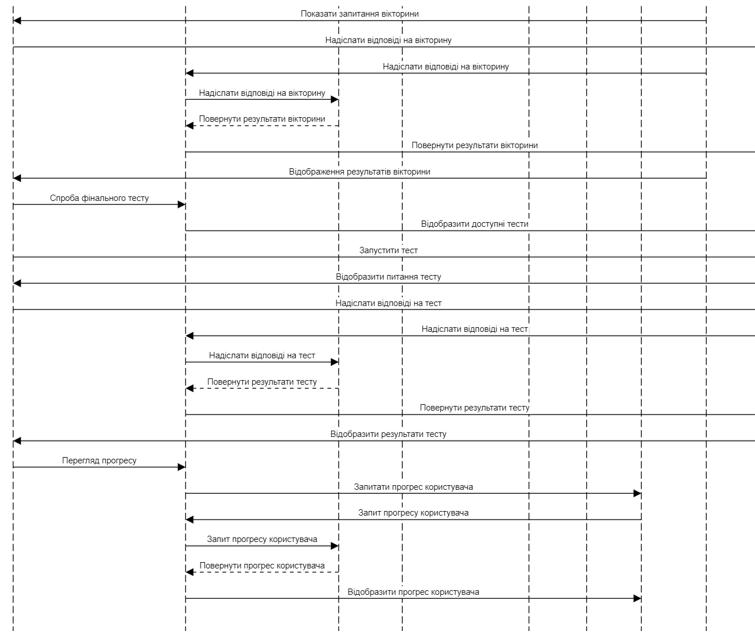 Показати запитання вікторини
Надіслати відповіді на вікторину
Надіслати відповіді на вікторину
Надіслати відповіді на вікторину
Повернути результати вікторини
Повернути результати вікторини
Відображення результатів вікторини
Спроба фінального тесту
Відобразити доступні тести
Запустити тест
Відобразити питання тесту
Надіслати відповіді на тест
Надіслати відповіді на тест
Надіслати відповіді на тест
Повернути результати тесту
Повернути результати тесту
Відобразити результати тесту
Перегляд прогресу
Запитати прогрес користувача
Запит прогресу користувача
Запит прогресу користувача
Повернути прогрес користувача
Відобразити прогрес користувача